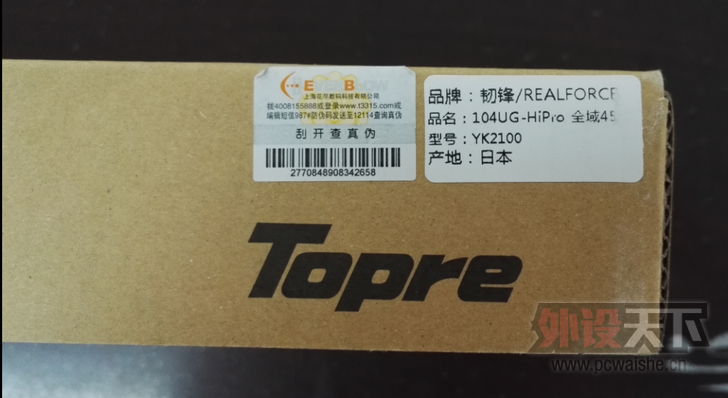 上海花尽数码科技有限公司
拨4008155888或登录www.t3315.com或
编辑短信987#防伪码发送至12114查询真伪
刮开查真伪
2770848908342658
品牌：韧锋/REALFORCE
品名：104UG-HiPro 全域45
型号：YK2100
产地：日本
Topre
外设天下
www.pcwaishe.cn